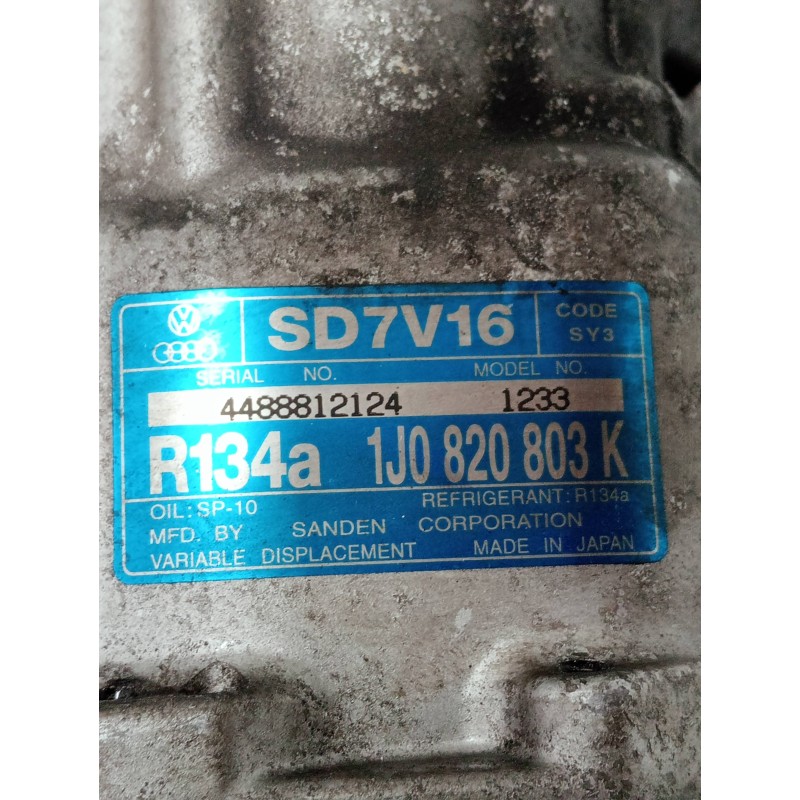 SD7V16
CODE
SY3
SERIAL NO.
MODEL NO.
4488812124
1233
R134a
1J0 820 803 K
OIL: SP-10
REFRIGERANT: R134a
MFD. BY SANDEN CORPORATION
VARIABLE DISPLACEMENT
MADE IN JAPAN